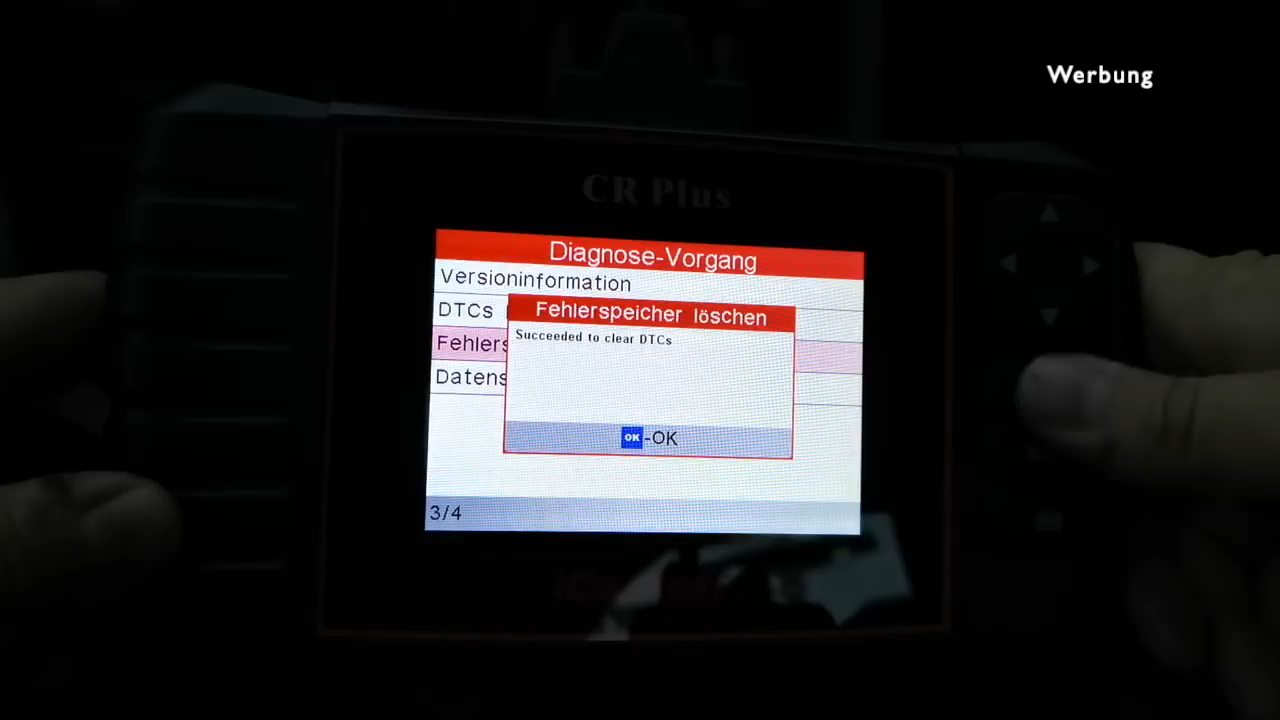 Werbung
CR Plus
Diagnose-Vorgang
Versioninformation
DTCs
Fehlerspeicher löschen
Succeeded to clear DTCs
Fehlers
Datens
OK -OK
3/4